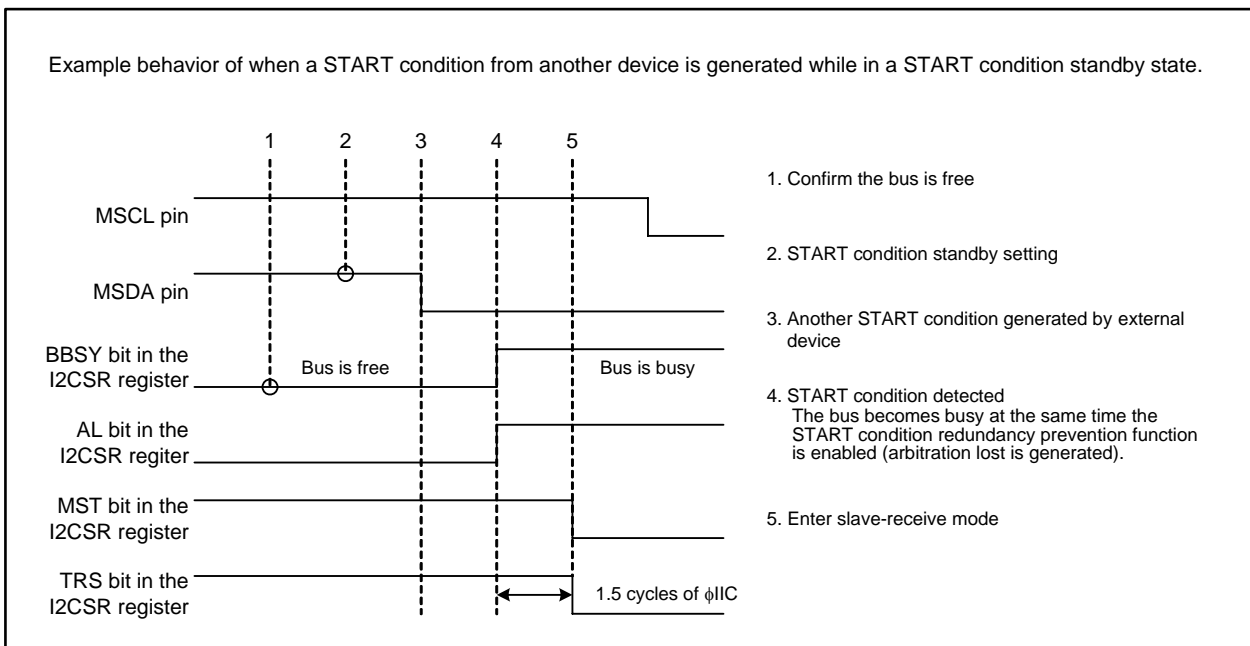 Example behavior of when a START condition from another device is generated while in a START condition standby state.
1 2 3 4 5
MSCL pin
MSDA pin
BBSY bit in the
I2CSR register
Bus is free
Bus is busy
AL bit in the
I2CSR regiter
MST bit in the
I2CSR register
TRS bit in the
I2CSR register
1.5 cycles of ϕIIC
1. Confirm the bus is free
2. START condition standby setting
3. Another START condition generated by external
device
4. START condition detected
The bus becomes busy at the same time the
START condition redundancy prevention function
is enabled (arbitration lost is generated).
5. Enter slave-receive mode